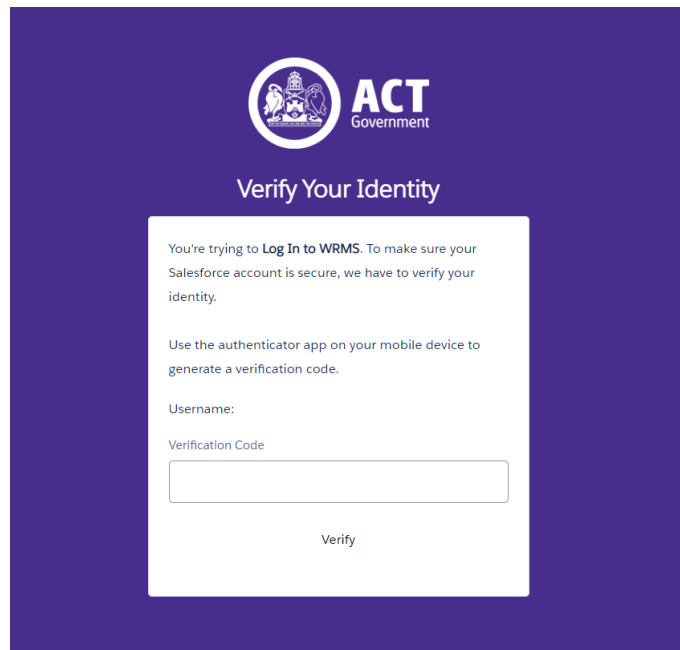 ACT
Government
Verify Your Identity
You're trying to Log In to WRMS. To make sure your
Salesforce account is secure, we have to verify your
identity.
Use the authenticator app on your mobile device to
generate a verification code.
Username:
Verification Code
Verify